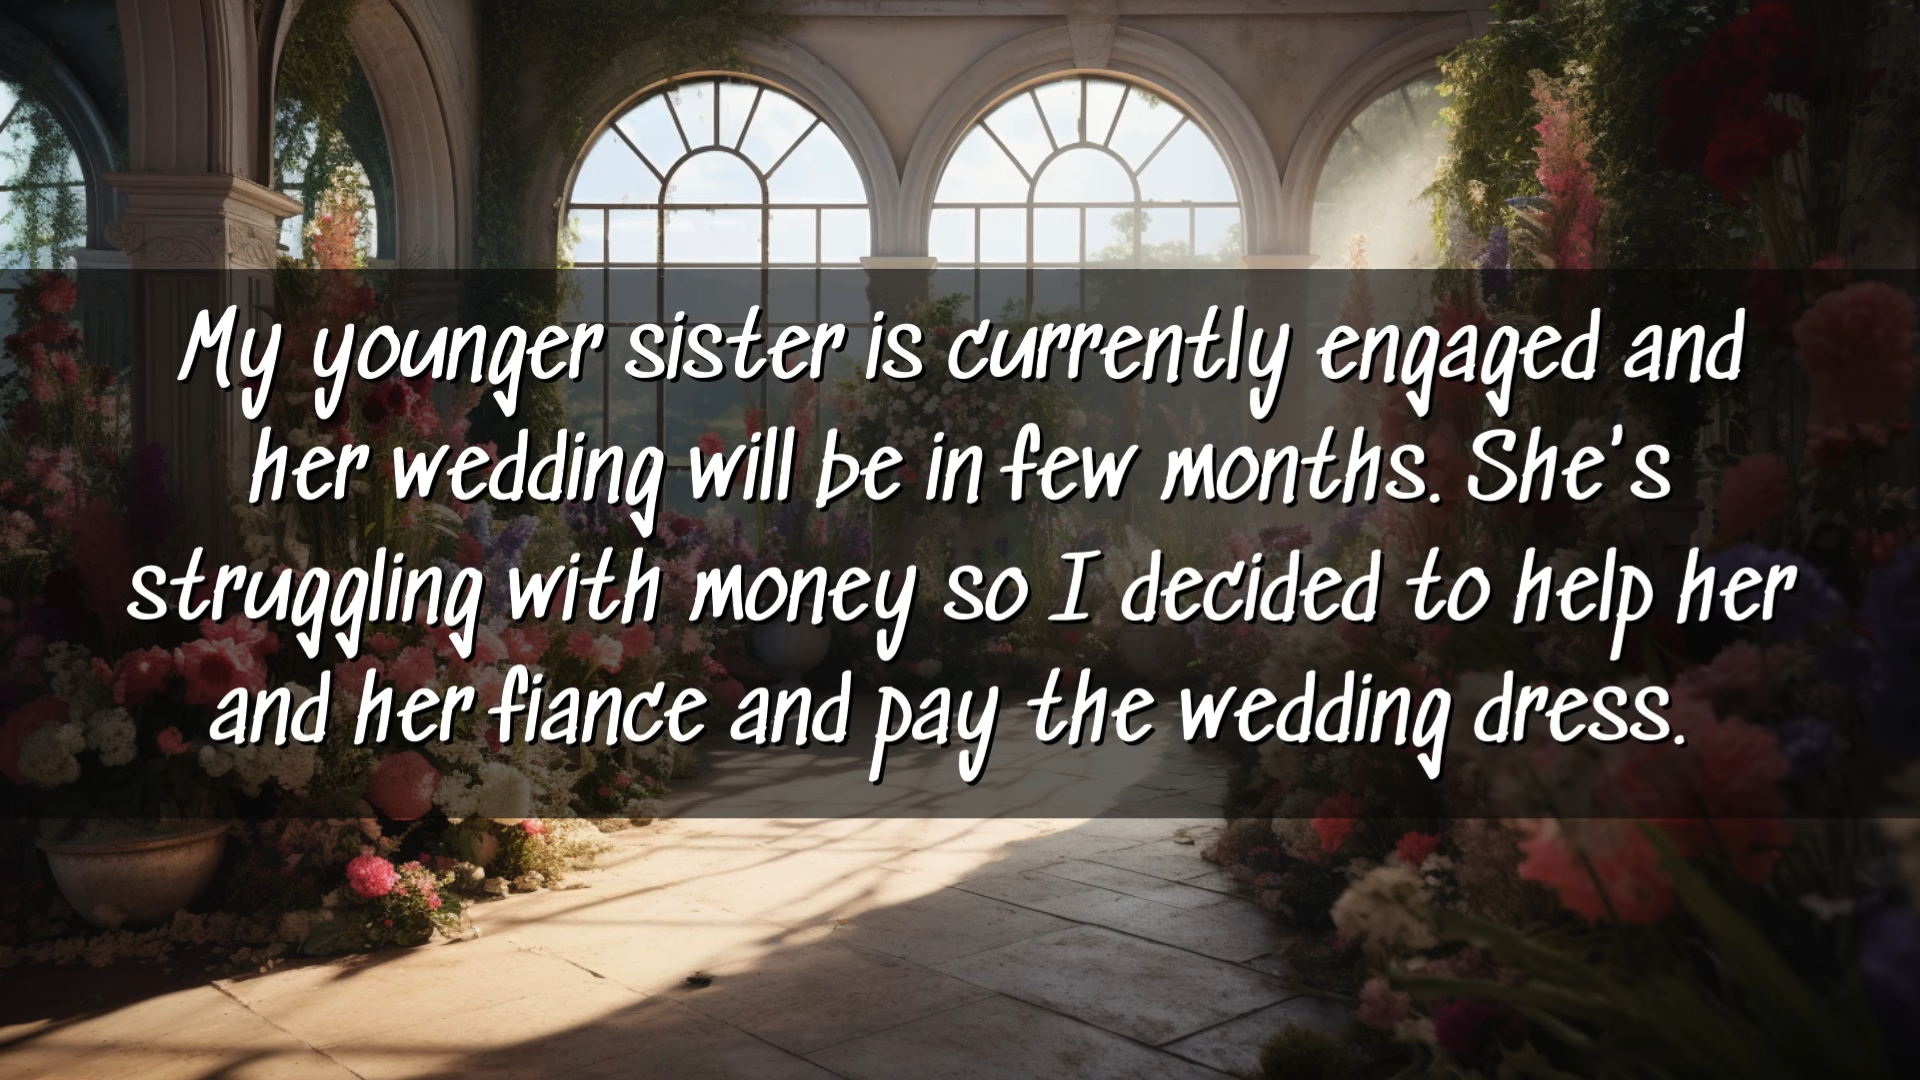 My younger sister is currently engaged and
her wedding will be in few months. She's
struggling with money so I decided to help her
and her fiance and pay the wedding dress.